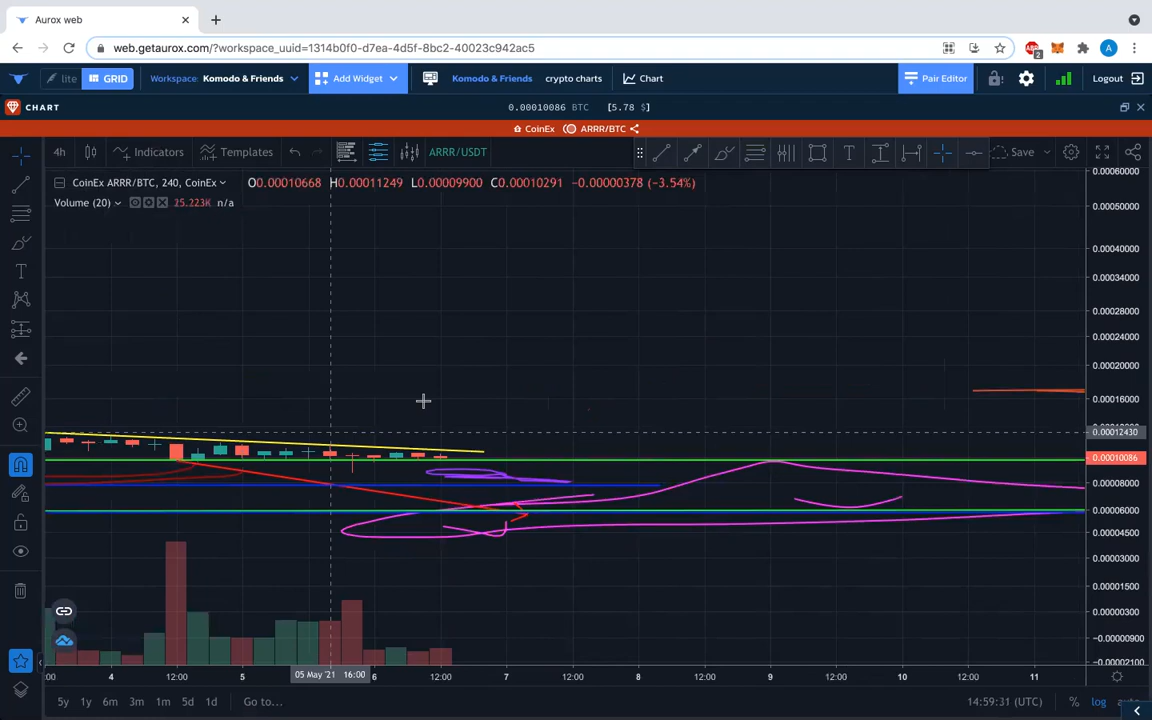 Aurox web
web.getaurox.com/?workspace_uuid=1314b0f0-d7ea-4d5f-8bc2-40023c942ac5
ABP 2
A
lite GRID Workspace: Komodo & Friends Add Widget Komodo & Friends crypto charts Chart Pair Editor Logout
CHART 0.00010086 BTC [5.78 $]
CoinEx ARRR/BTC
4h Indicators Templates ARRR/USDT Save
CoinEx ARRR/BTC, 240, CoinEx O0.00010668 H0.00011249 L0.00009900 C0.00010291 −0.00000378 (−3.54%)
Volume (20) 25.223K n/a
0.00060000
0.00050000
0.00040000
0.00034000
0.00028000
0.00024000
0.00020000
0.00016000
0.00012430
0.00010086
0.00008000
0.00006000
0.00004500
0.00003000
0.00001500
0.00000300
−0.00000900
−0.00002100
:00 4 12:00 5 05 May '21 16:00 6 12:00 7 12:00 8 12:00 9 12:00 10 12:00 11
5y 1y 6m 3m 1m 5d 1d Go to... 14:59:31 (UTC) % log auto